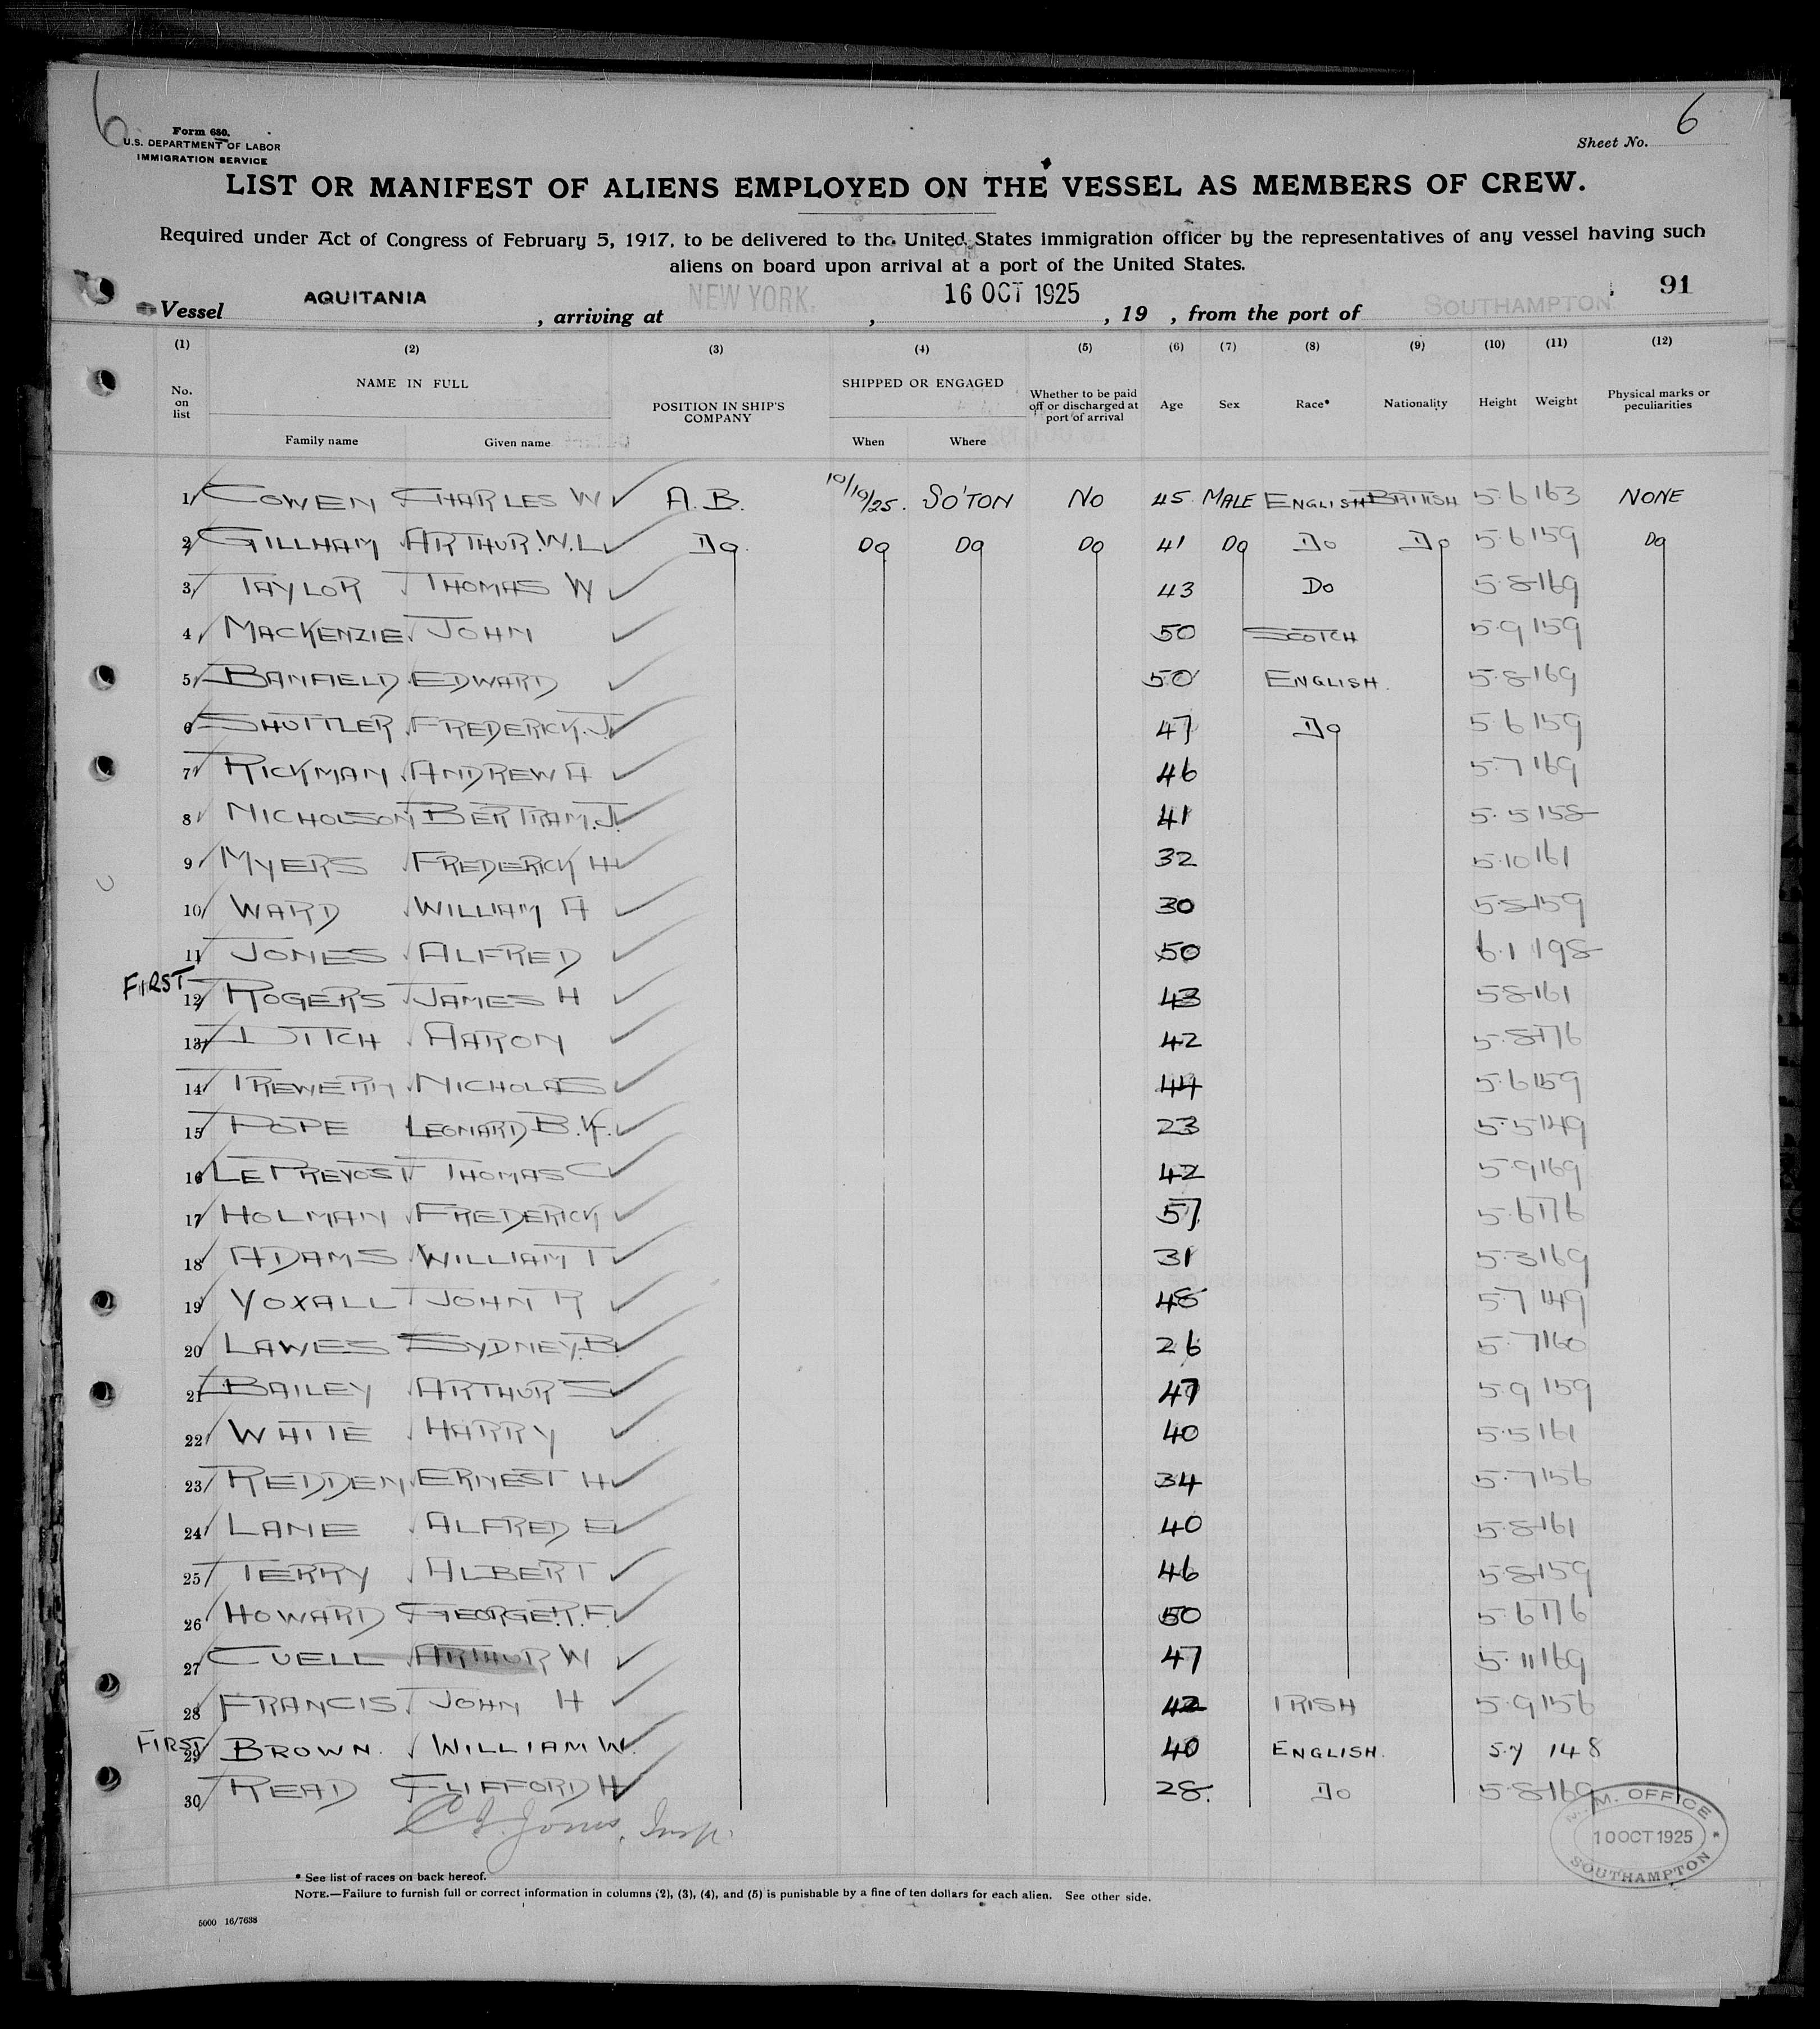 6
Form 680.
U.S. DEPARTMENT OF LABOR
IMMIGRATION SERVICE
Sheet No. 6
LIST OR MANIFEST OF ALIENS EMPLOYED ON THE VESSEL AS MEMBERS OF CREW.
Required under Act of Congress of February 5, 1917, to be delivered to the United States immigration officer by the representatives of any vessel having such
aliens on board upon arrival at a port of the United States.
91
Vessel AQUITANIA, arriving at NEW YORK., 16 OCT 1925, 19 , from the port of SOUTHAMPTON
(1) (2) (3) (4) (5) (6) (7) (8) (9) (10) (11) (12)
No. on list NAME IN FULL Family name Given name POSITION IN SHIP'S COMPANY SHIPPED OR ENGAGED When Where Whether to be paid off or discharged at port of arrival Age Sex Race* Nationality Height Weight Physical marks or peculiarities
1 COWEN CHARLES W A.B. 10/10/25. SO'TON NO 45 MALE ENGLISH BRITISH 5·6 163 NONE
2 GILLHAM ARTHUR.W.L DO. DO DO DO 41 DO DO DO 5·6 159 DO
3 TAYLOR THOMAS W 43 DO 5·8 169
4 MACKENZIE JOHN 50 SCOTCH 5·9 159
5 BANFIELD EDWARD 50 ENGLISH. 5·8 169
6 SHUTTLER FREDERICK.J. 47 DO 5·6 159
7 RICKMAN ANDREW A 46 5·7 169
8 NICHOLSON BERTRAM.J. 41 5·5 158
9 MYERS FREDERICK H 32 5·10 161
10 WARD WILLIAM A 30 5·8 159
11 JONES ALFRED 50 6·1 198
FIRST 12 ROGERS JAMES H 43 5·8 161
13 DITCH AARON 42 5·8 176
14 TREWERN NICHOLAS 44 5·6 159
15 POPE LEONARD B. 23 5·5 149
16 LE PREVOST THOMAS C 42 5·9 169
17 HOLMAN FREDERICK 57 5·6 176
18 ADAMS WILLIAM T 31 5·3 169
19 VOXALL JOHN R 48 5·7 149
20 LAWES SYDNEY.B. 26 5·7 160
21 BAILEY ARTHUR S 47 5·9 159
22 WHITE HARRY 40 5·5 161
23 REDDEN ERNEST H 34 5·7 156
24 LANE ALFRED E 40 5·8 161
25 TERRY ALBERT 46 5·8 159
26 HOWARD GEORGE.R.F. 50 5·6 176
27 CUELL ARTHUR W 47 5·11 169
28 FRANCIS JOHN H 42 IRISH 5·9 156
FIRST 29 BROWN. WILLIAM W. 40 ENGLISH. 5.7 148
30 READ CLIFFORD H 28. DO 5·8 169
Jones, Insp.
M.M. OFFICE
10 OCT 1925
SOUTHAMPTON
* See list of races on back hereof.
NOTE.—Failure to furnish full or correct information in columns (2), (3), (4), and (5) is punishable by a fine of ten dollars for each alien. See other side.
5000 16/7638